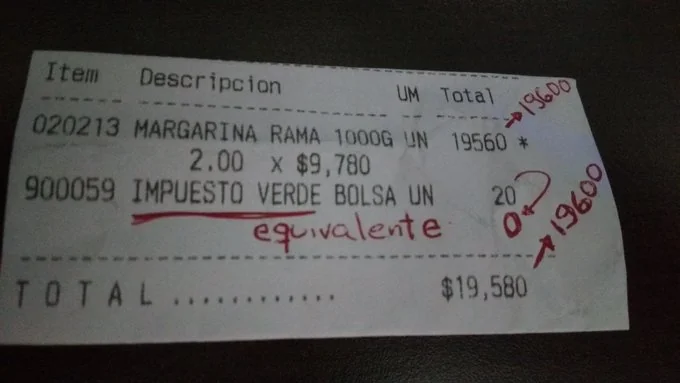 Item Descripcion UM Total
020213 MARGARINA RAMA 1000G UN 19560 * →19600
2.00 x $9,780
900059 IMPUESTO VERDE BOLSA UN 20
equivalente 0 →19600
TOTAL ............ $19,580